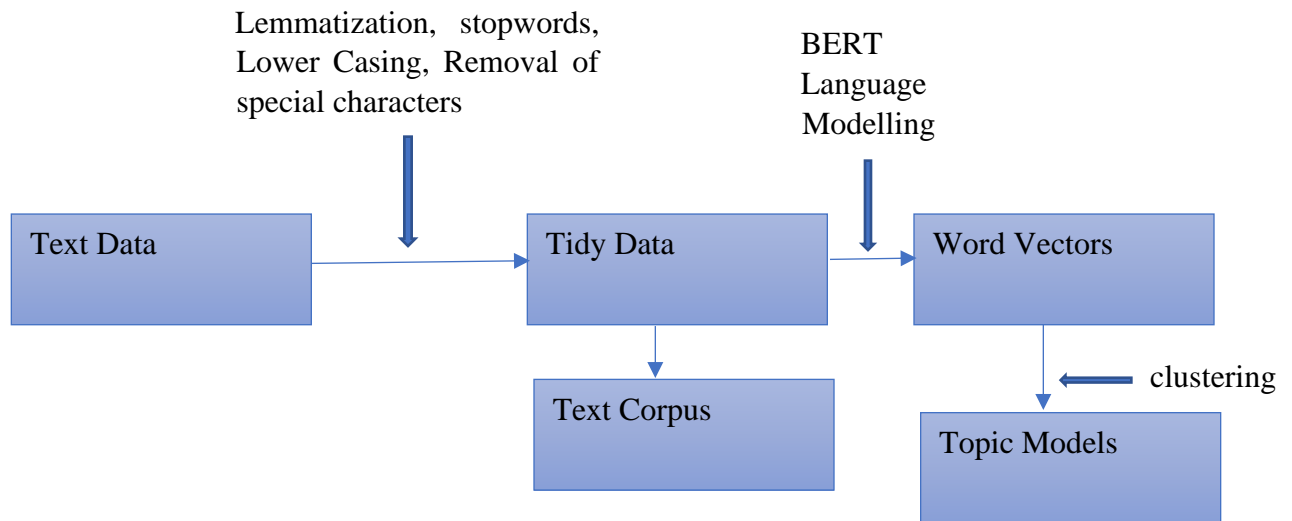 Lemmatization, stopwords,
Lower Casing, Removal of
special characters
BERT
Language
Modelling
Text Data
Tidy Data
Word Vectors
clustering
Text Corpus
Topic Models